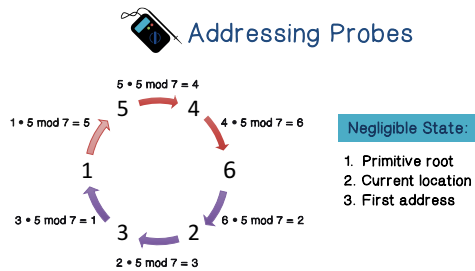 Addressing Probes
5 • 5 mod 7 = 4
5
4
1 • 5 mod 7 = 5
4 • 5 mod 7 = 6
Negligible State:
1
6
1. Primitive root
2. Current location
3. First address
3 • 5 mod 7 = 1
6 • 5 mod 7 = 2
3
2
2 • 5 mod 7 = 3